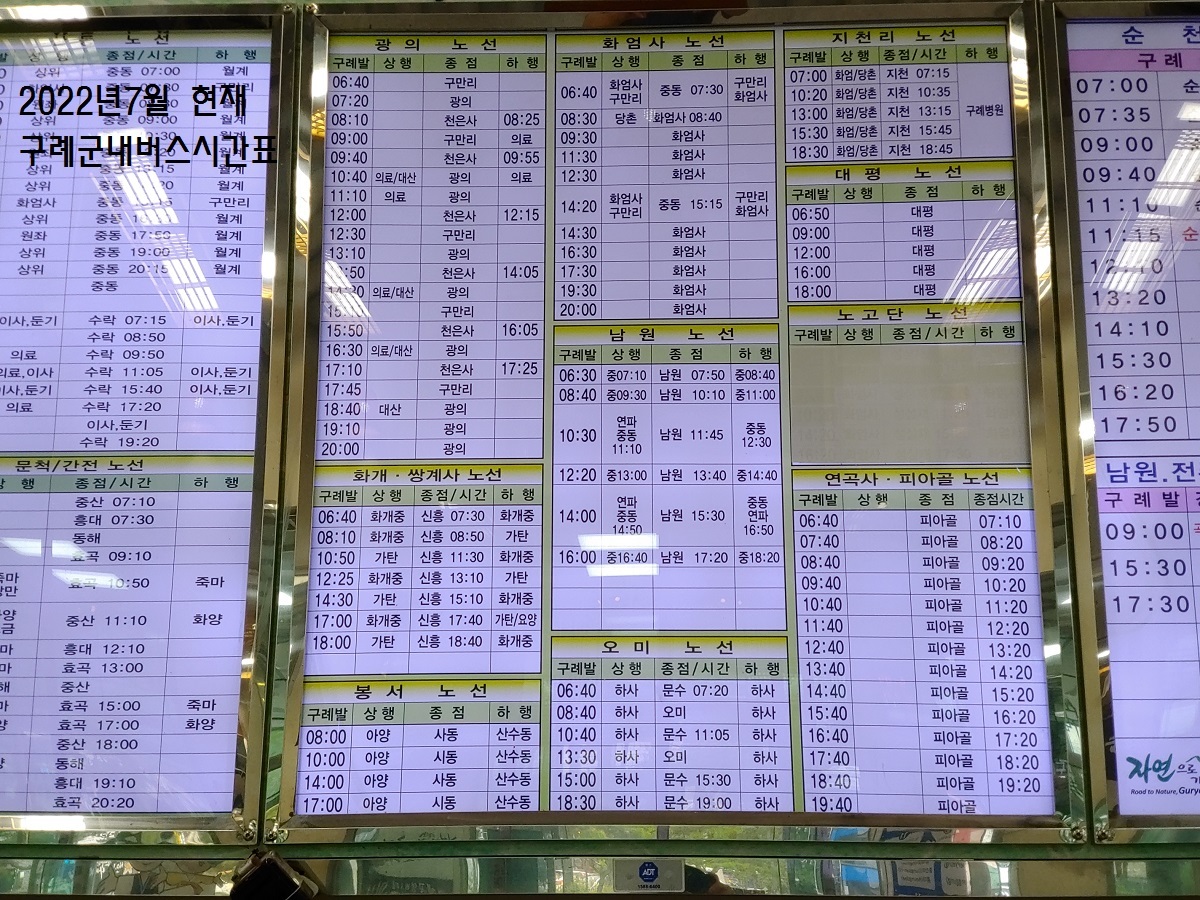 2022년7월 현재
구례군내버스시간표
노 선
상 행 종점/시간 하 행
상위 중동 07:00 월계
월계
중동 09:00 월계
월계
상위 월계
상위 월계
화엄사 구만리
상위 중동 월계
원좌 중동 17:50 월계
상위 중동 19:00 월계
상위 중동 20:15 월계
중동
이사,둔기 수락 07:15 이사,둔기
수락 08:50
의료 수락 09:50
의료,이사 수락 11:05 이사,둔기
이사,둔기 수락 15:40 이사,둔기
의료 수락 17:20
이사,둔기
수락 19:20
문척/간전 노선
상 행 종점/시간 하 행
중산 07:10
흥대 07:30
동해
효곡 09:10
효곡 10:50 죽마
중산 11:10 화양
흥대 12:10
효곡 13:00
중산
효곡 15:00 죽마
효곡 17:00 화양
중산 18:00
동해
흥대 19:10
효곡 20:20
광 의 노 선
구례발 상 행 종 점 하 행
06:40 구만리
07:20 광의
08:10 천은사 08:25
09:00 구만리 의료
09:40 천은사 09:55
10:40 의료/대산 광의 의료
11:10 의료 광의
12:00 천은사 12:15
12:30 구만리
13:10 광의
:50 천은사 14:05
의료/대산 광의
구만리
15:50 천은사 16:05
16:30 의료/대산 광의
17:10 천은사 17:25
17:45 구만리
18:40 대산 광의
19:10 광의
20:00 광의
화개 · 쌍계사 노선
구례발 상 행 종점/시간 하 행
06:40 화개중 신흥 07:30 화개중
08:10 화개중 신흥 08:50 가탄
10:50 가탄 신흥 11:30 화개중
12:25 화개중 신흥 13:10 가탄
14:30 가탄 신흥 15:10 화개중
17:00 화개중 신흥 17:40 가탄/요양
18:00 가탄 신흥 18:40 화개중
봉 서 노 선
구례발 상 행 종 점 하 행
08:00 아양 사동 산수동
10:00 아양 사동 산수동
14:00 아양 사동 산수동
17:00 아양 사동 산수동
화엄사 노선
구례발 상 행 종 점 하 행
06:40 화엄사 구만리 중동 07:30 구만리 화엄사
08:30 당촌 화엄사 08:40
09:30 화엄사
11:30 화엄사
12:30 화엄사
14:20 화엄사 구만리 중동 15:15 구만리 화엄사
14:30 화엄사
16:30 화엄사
17:30 화엄사
19:30 화엄사
20:00 화엄사
남 원 노 선
구례발 상 행 종 점 하 행
06:30 중07:10 남원 07:50 중08:40
08:40 중09:30 남원 10:10 중11:00
10:30 연파 중동 11:10 남원 11:45 중동 12:30
12:20 중13:00 남원 13:40 중14:40
14:00 연파 중동 14:50 남원 15:30 중동 연파 16:50
16:00 중16:40 남원 17:20 중18:20
오 미 노 선
구례발 상 행 종점/시간 하 행
06:40 하사 문수 07:20 하사
08:40 하사 오미 하사
10:40 하사 문수 11:05 하사
13:30 하사 오미 하사
15:00 하사 문수 15:30 하사
18:30 하사 문수 19:00 하사
지천리 노선
구례발 상 행 종점/시간 하 행
07:00 화엄/당촌 지천 07:15
10:20 화엄/당촌 지천 10:35
13:00 화엄/당촌 지천 13:15 구례병원
15:30 화엄/당촌 지천 15:45
18:30 화엄/당촌 지천 18:45
대 평 노 선
구례발 상 행 종 점 하 행
06:50 대평
09:00 대평
12:00 대평
16:00 대평
18:00 대평
노고단 노선
구례발 상 행 종점/시간 하 행
연곡사 · 피아골 노선
구례발 상 행 종 점 종점시간
06:40 피아골 07:10
07:40 피아골 08:20
08:40 피아골 09:20
09:40 피아골 10:20
10:40 피아골 11:20
11:40 피아골 12:20
12:40 피아골 13:20
13:40 피아골 14:20
14:40 피아골 15:20
15:40 피아골 16:20
16:40 피아골 17:20
17:40 피아골 18:20
18:40 피아골 19:20
19:40 피아골
순 천
구 례
07:00 순
07:35
09:00
09:40
11:10
11:15 순
12:10
13:20
14:10
15:30
16:20
17:50
남원.전
구 례 발
09:00
15:30
17:30
자연으로
Road to Nature, Gurye
ADT